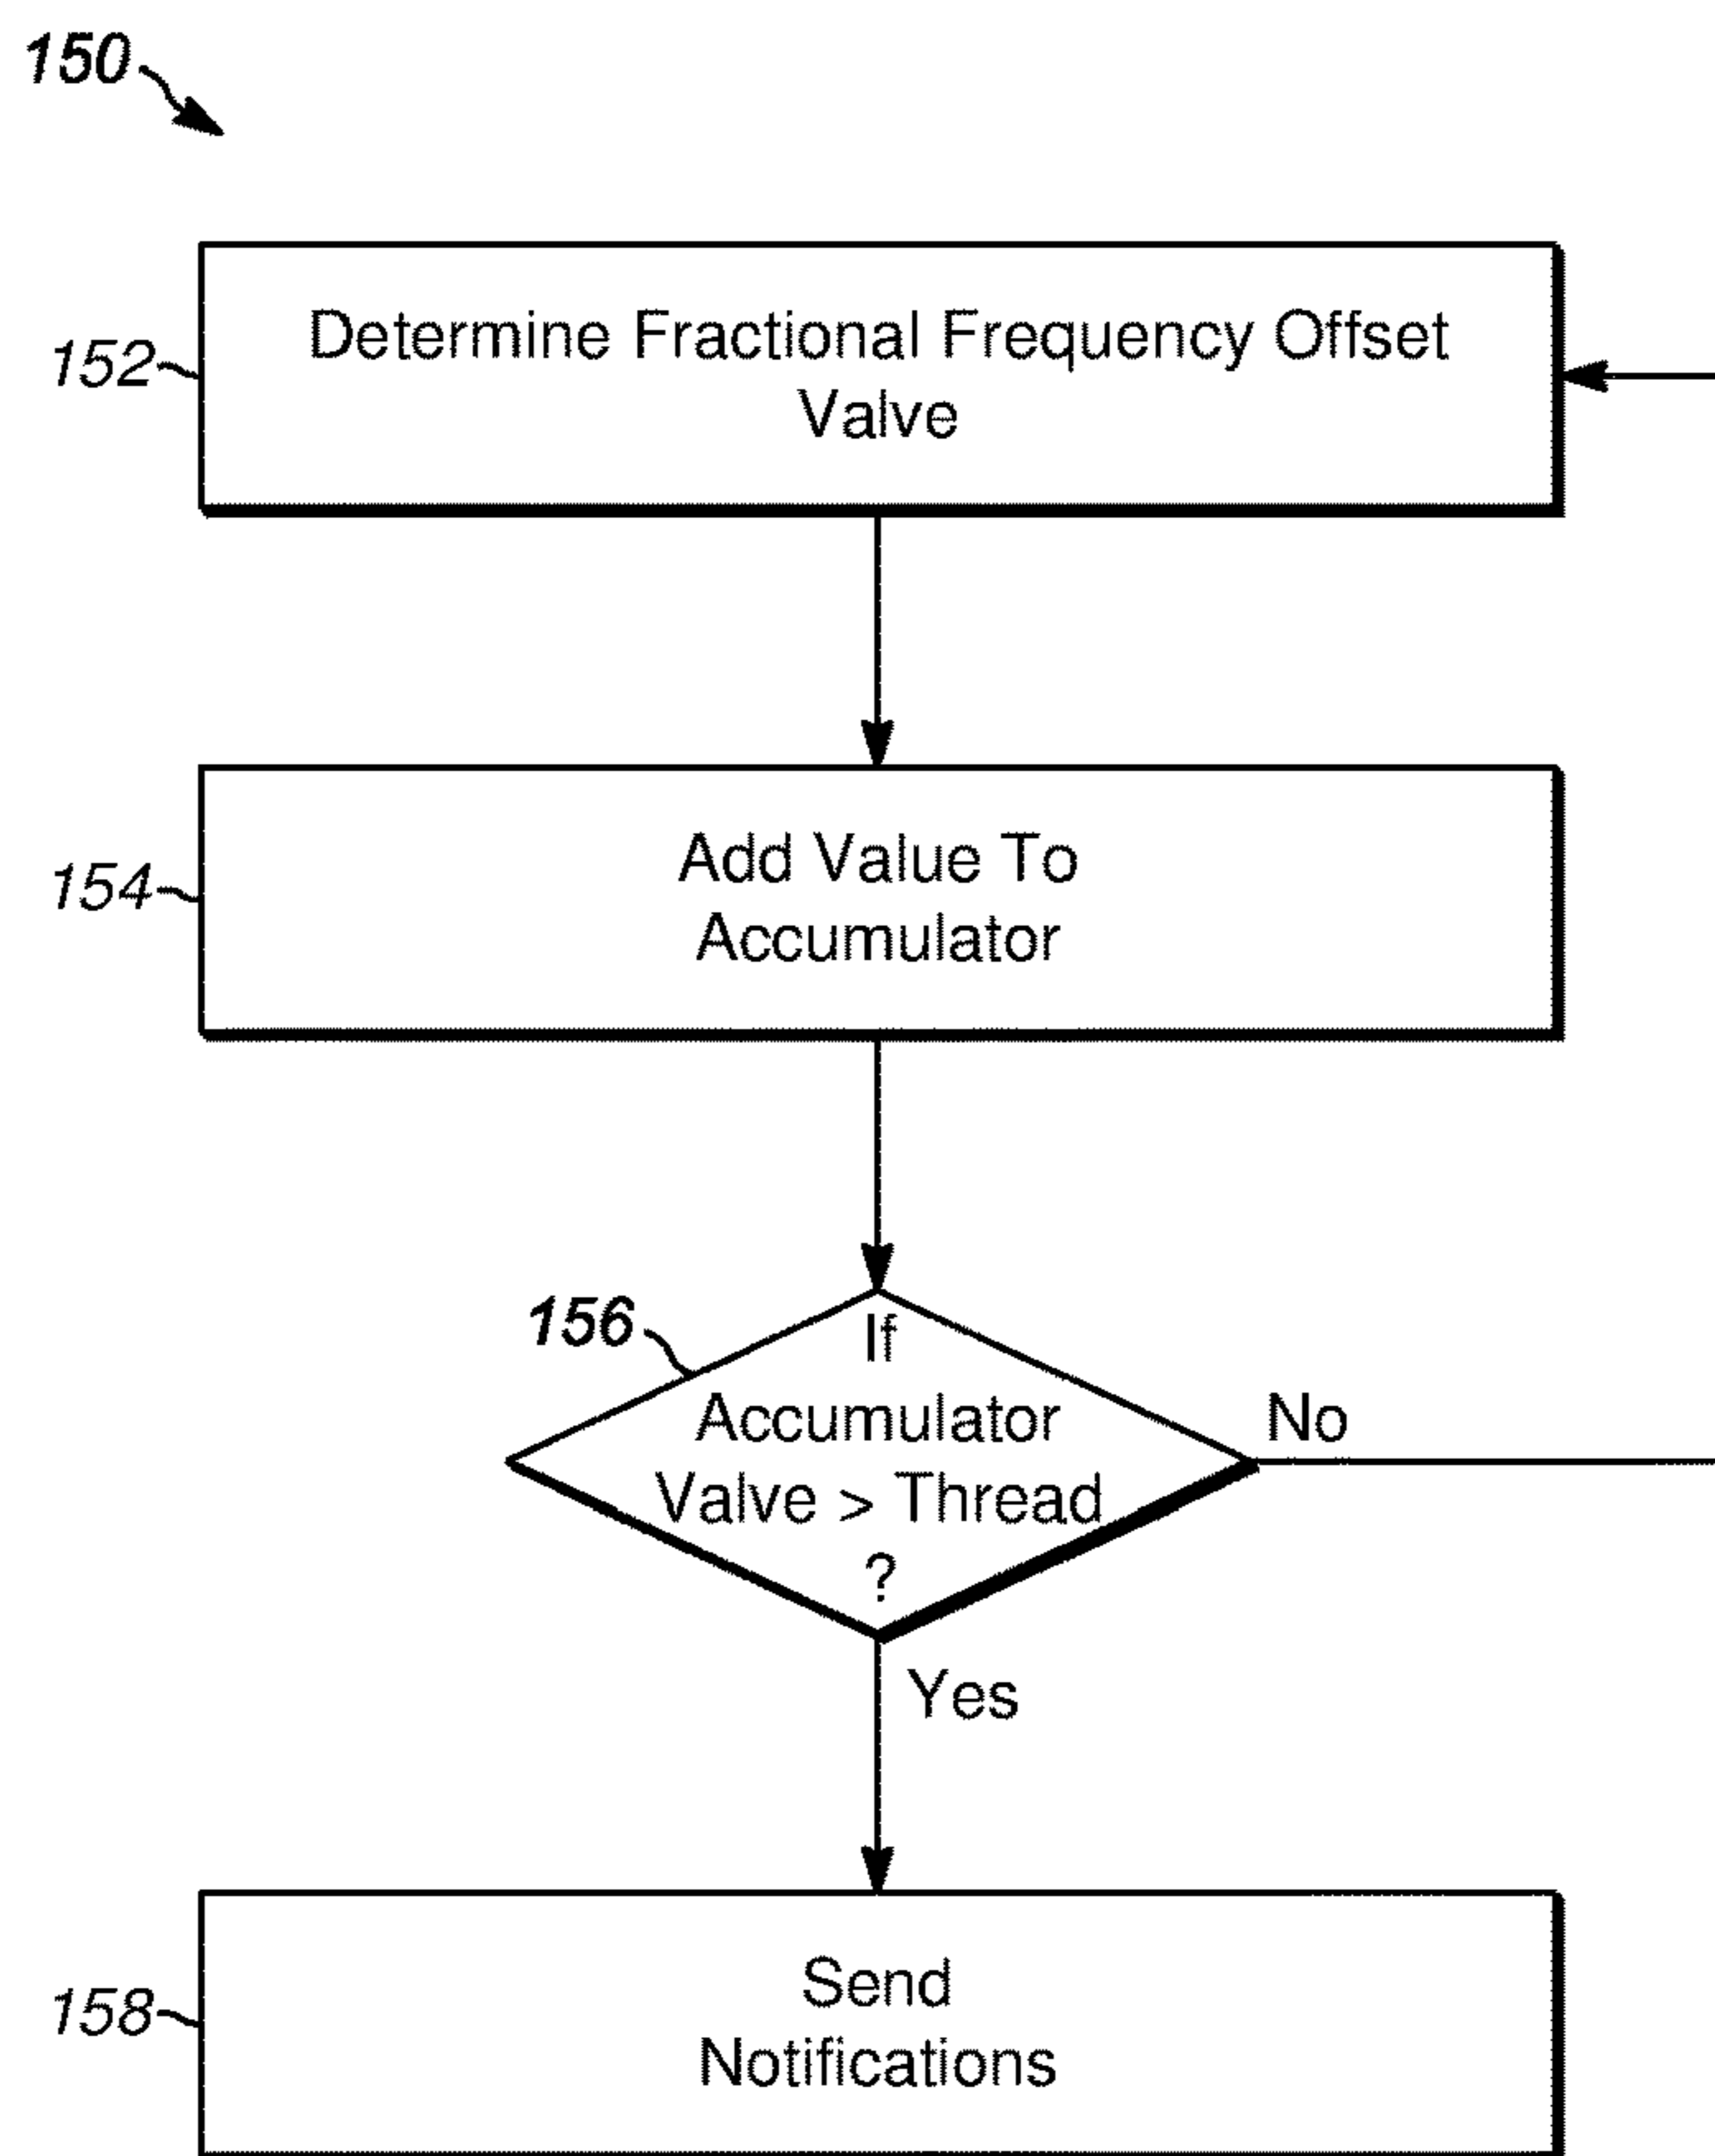 150
152
Determine Fractional Frequency Offset
Valve
154
Add Value To
Accumulator
156
If
Accumulator
Valve > Thread
?
No
Yes
158
Send
Notifications